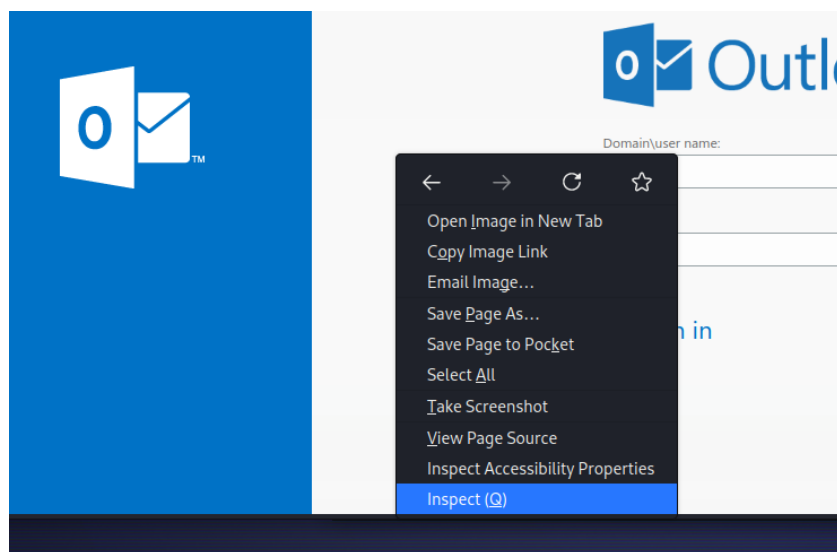 O
TM
O
Outl
Domain\user name:
Open Image in New Tab
Copy Image Link
Email Image...
Save Page As...
Save Page to Pocket
Select All
Take Screenshot
View Page Source
n in
Inspect Accessibility Properties
Inspect (Q)